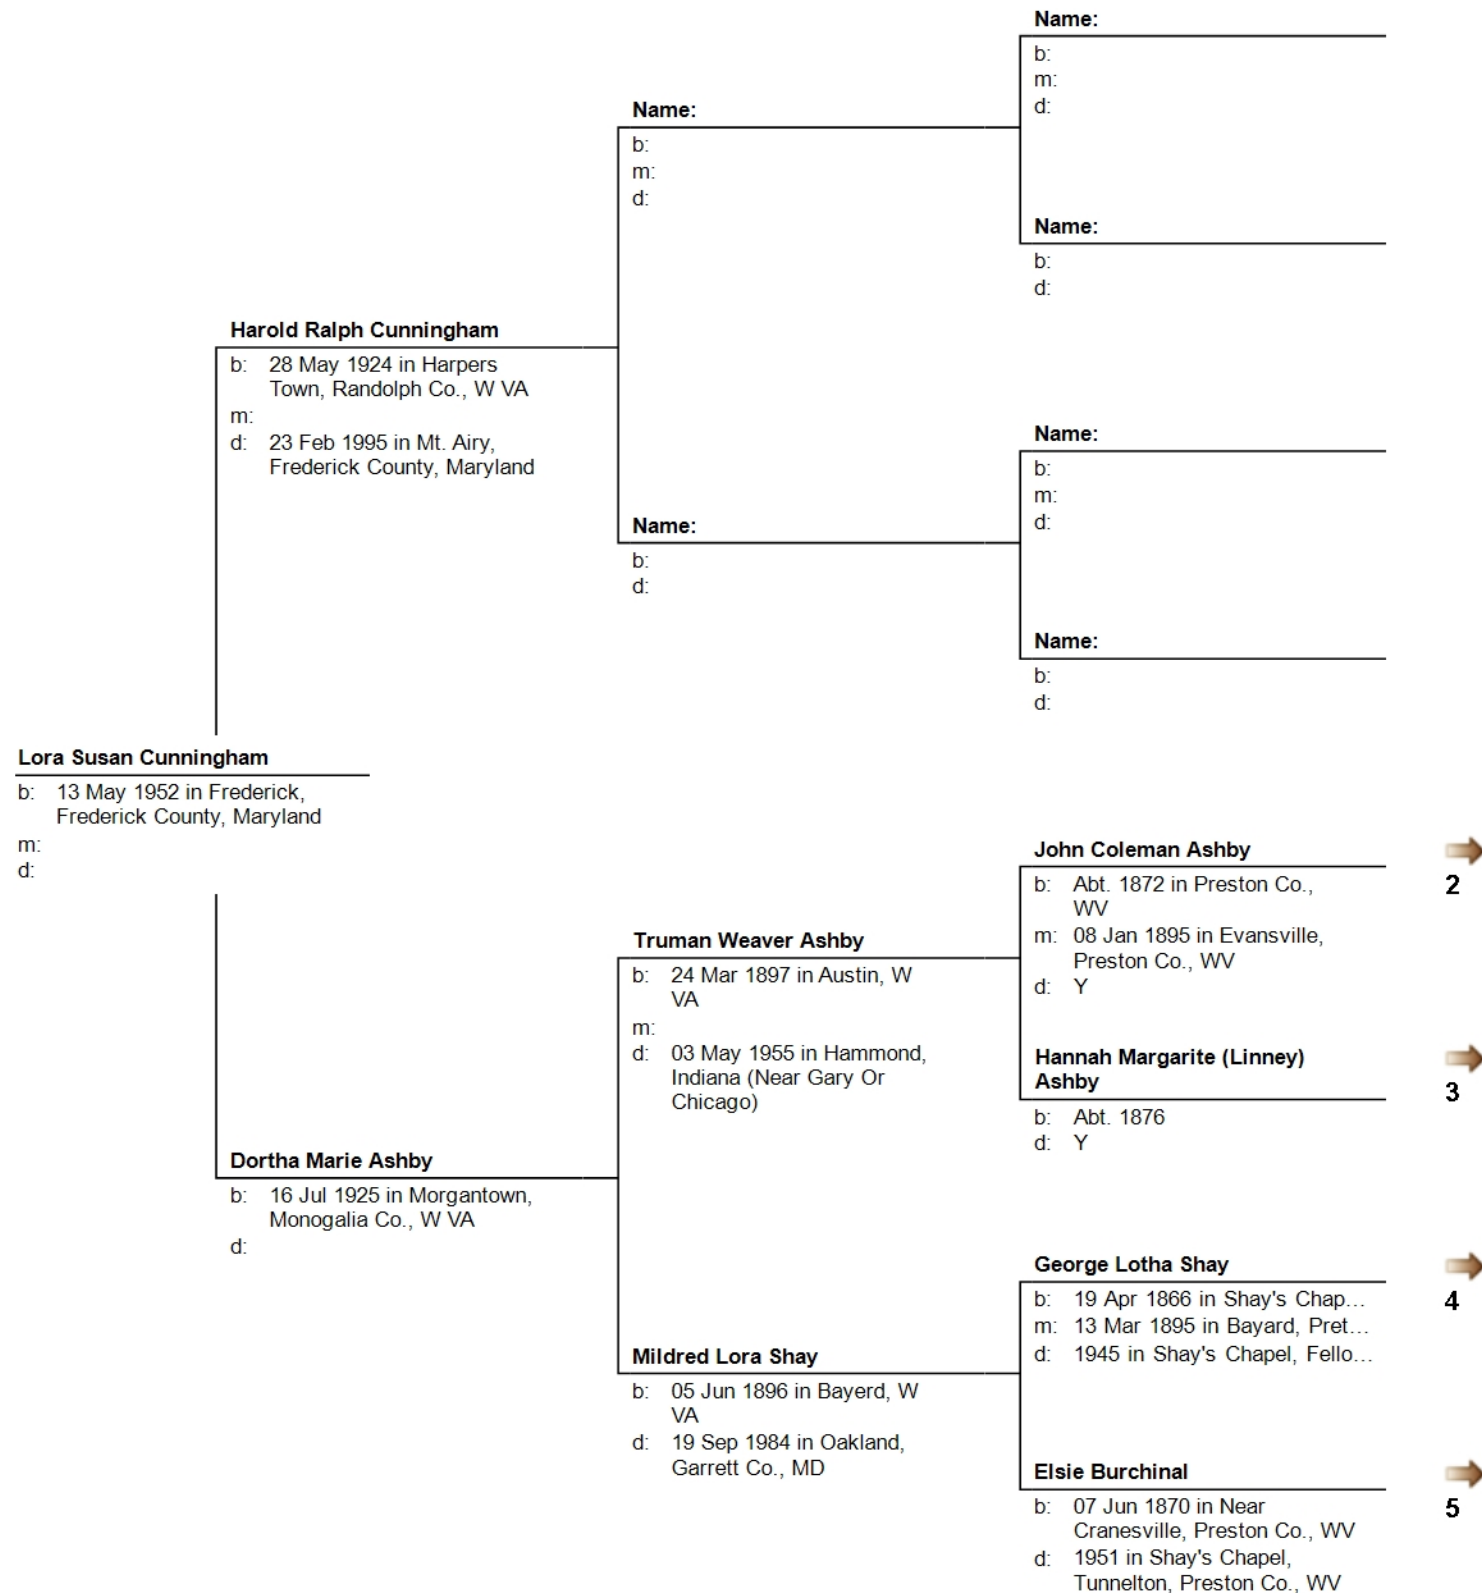 Name:
b:
m:
d:
Name:
b:
m:
d:
Name:
b:
d:
Harold Ralph Cunningham
b: 28 May 1924 in Harpers
Town, Randolph Co., W VA
m:
d: 23 Feb 1995 in Mt. Airy,
Frederick County, Maryland
Name:
b:
m:
d:
Name:
b:
d:
Name:
b:
d:
Lora Susan Cunningham
b: 13 May 1952 in Frederick,
Frederick County, Maryland
m:
d:
John Coleman Ashby
2
b: Abt. 1872 in Preston Co.,
WV
m: 08 Jan 1895 in Evansville,
Preston Co., WV
d: Y
Truman Weaver Ashby
b: 24 Mar 1897 in Austin, W
VA
m:
d: 03 May 1955 in Hammond,
Indiana (Near Gary Or
Chicago)
Hannah Margarite (Linney)
Ashby
3
b: Abt. 1876
d: Y
Dortha Marie Ashby
b: 16 Jul 1925 in Morgantown,
Monogalia Co., W VA
d:
George Lotha Shay
4
b: 19 Apr 1866 in Shay's Chap...
m: 13 Mar 1895 in Bayard, Pret...
d: 1945 in Shay's Chapel, Fello...
Mildred Lora Shay
b: 05 Jun 1896 in Bayerd, W
VA
d: 19 Sep 1984 in Oakland,
Garrett Co., MD
Elsie Burchinal
5
b: 07 Jun 1870 in Near
Cranesville, Preston Co., WV
d: 1951 in Shay's Chapel,
Tunnelton, Preston Co., WV